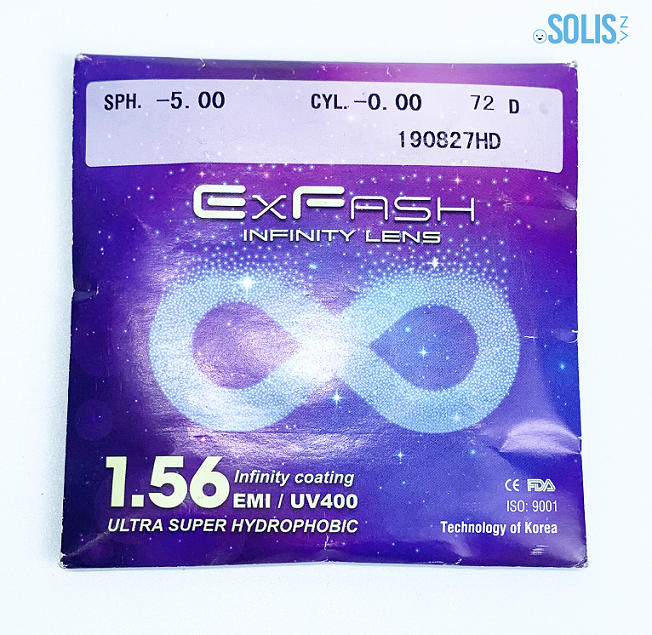 SOLIS.VN
SPH. -5.00 CYL. -0.00 72 D
190827HD
EXFASH
INFINITY LENS
1.56 Infinity coating
EMI / UV400
ULTRA SUPER HYDROPHOBIC
CE FDA
ISO: 9001
Technology of Korea